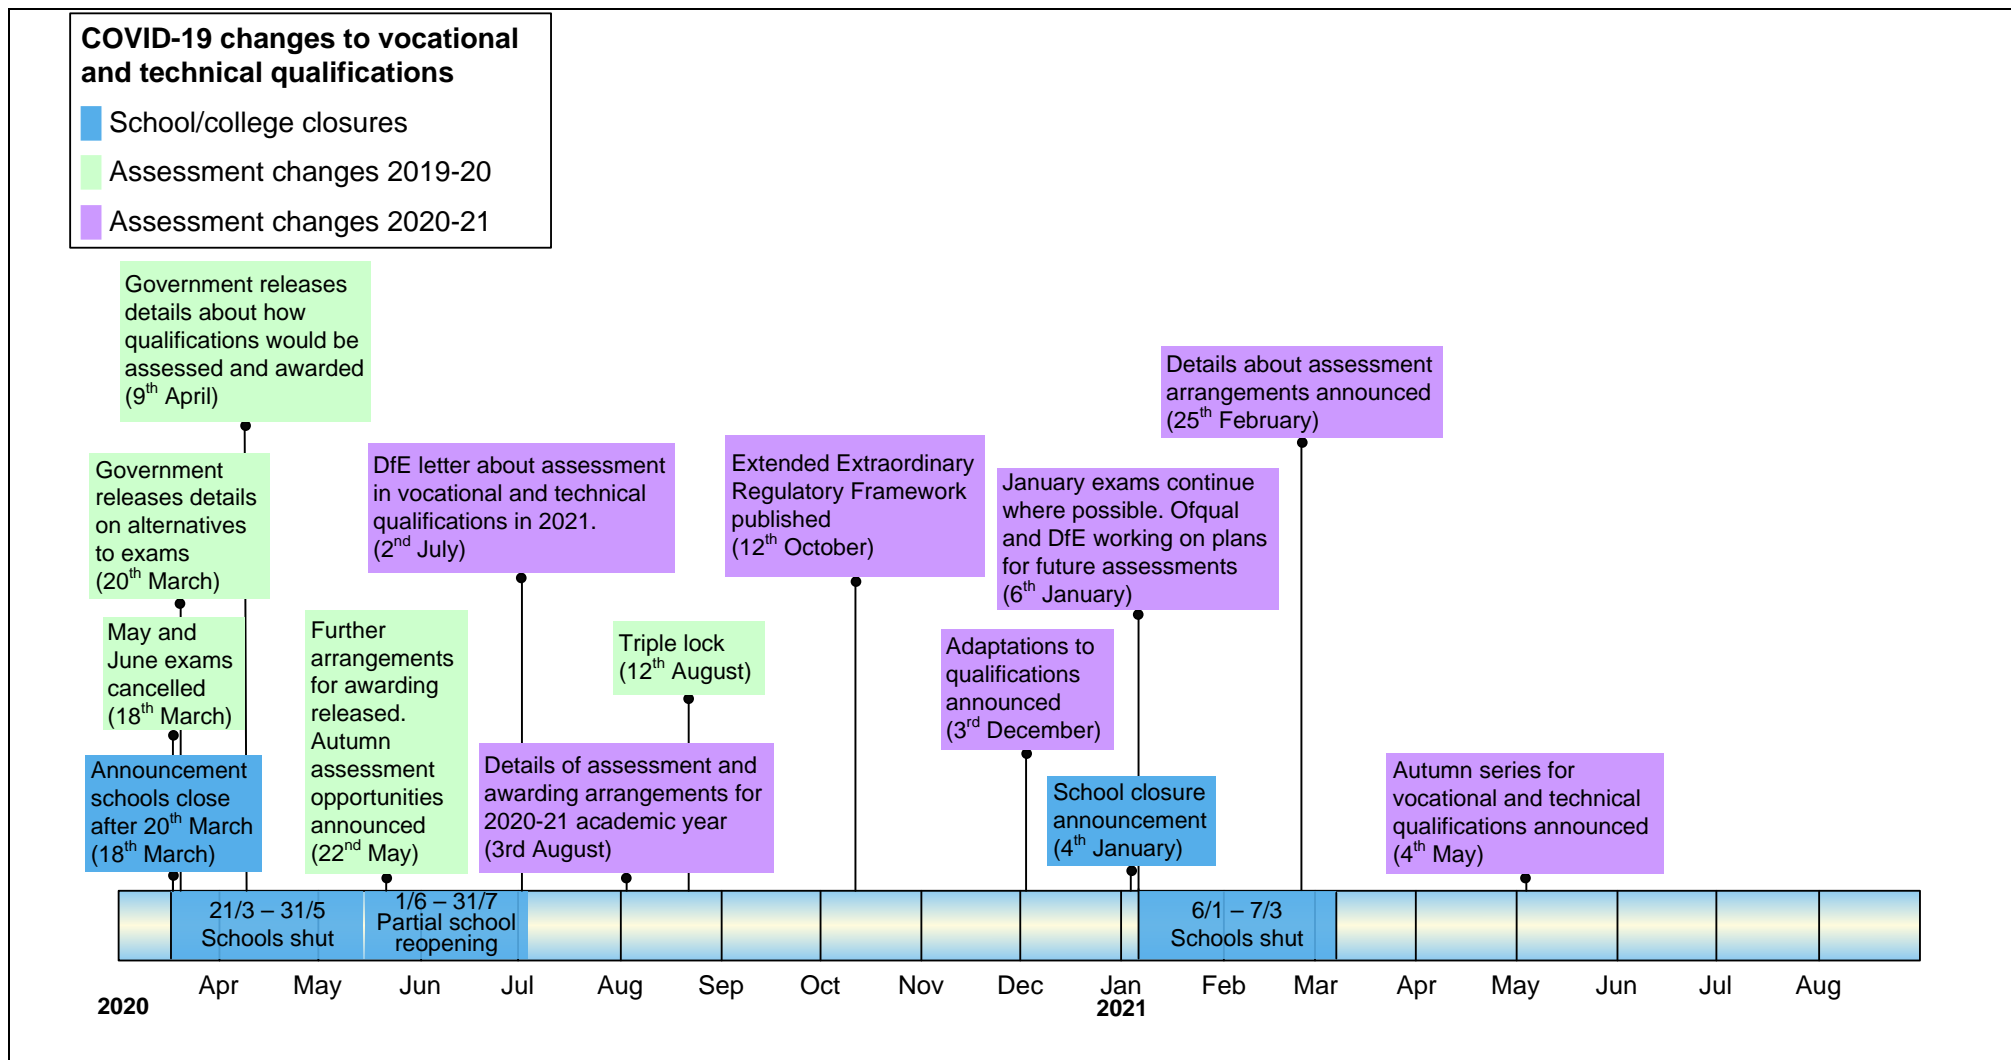 COVID-19 changes to vocational
and technical qualifications
School/college closures
Assessment changes 2019-20
Assessment changes 2020-21
Government releases
details about how
qualifications would be
assessed and awarded
(9th April)
Government
releases details
on alternatives
to exams
(20th March)
May and
June exams
cancelled
(18th March)
Announcement
schools close
after 20th March
(18th March)
Further
arrangements
for awarding
released.
Autumn
assessment
opportunities
announced
(22nd May)
DfE letter about assessment
in vocational and technical
qualifications in 2021.
(2nd July)
Details of assessment and
awarding arrangements for
2020-21 academic year
(3rd August)
Triple lock
(12th August)
Extended Extraordinary
Regulatory Framework
published
(12th October)
Adaptations to
qualifications
announced
(3rd December)
January exams continue
where possible. Ofqual
and DfE working on plans
for future assessments
(6th January)
School closure
announcement
(4th January)
Details about assessment
arrangements announced
(25th February)
Autumn series for
vocational and technical
qualifications announced
(4th May)
21/3 – 31/5
Schools shut
1/6 – 31/7
Partial school
reopening
6/1 – 7/3
Schools shut
Apr May Jun Jul Aug Sep Oct Nov Dec Jan Feb Mar Apr May Jun Jul Aug
2020 2021